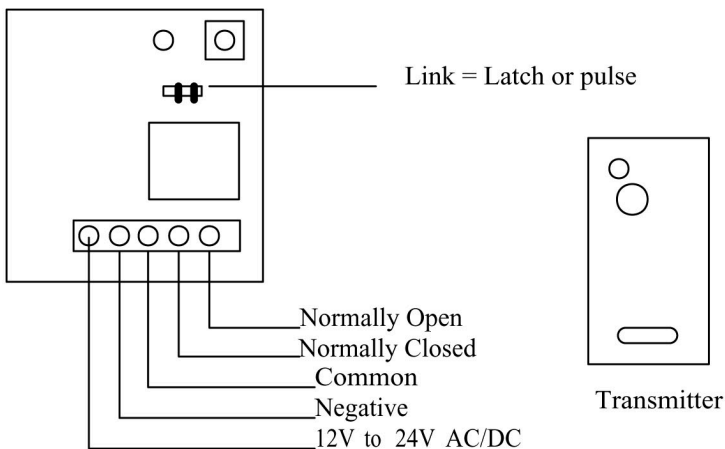 Link = Latch or pulse
Normally Open
Normally Closed
Common
Negative
12V to 24V AC/DC
Transmitter